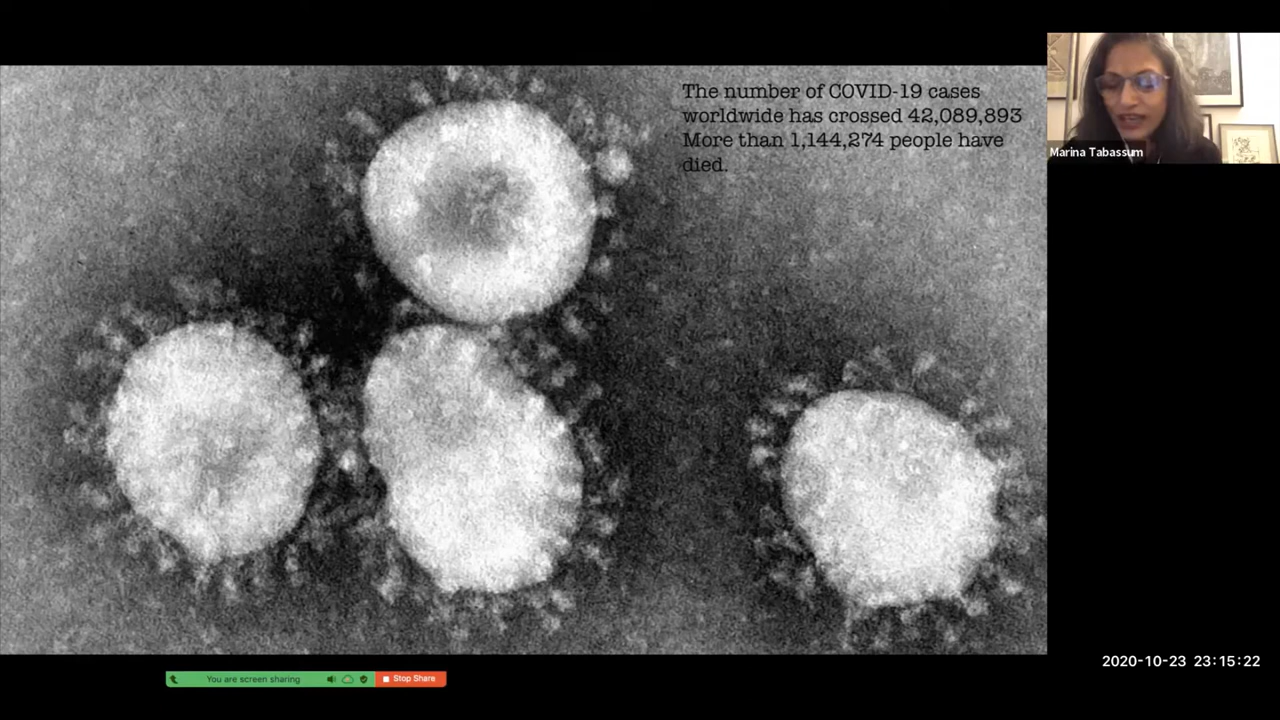 The number of COVID-19 cases
worldwide has crossed 42,089,893
More than 1,144,274 people have
died.
Marina Tabassum
2020-10-23 23:15:22
You are screen sharing
Stop Share